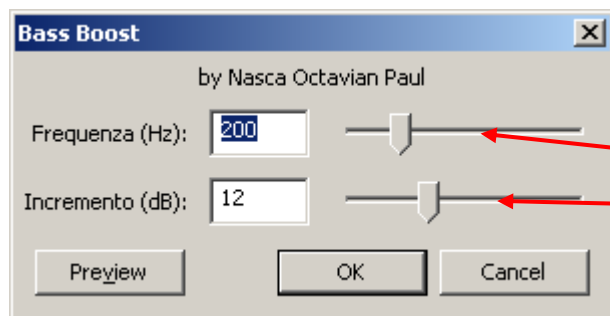 Bass Boost
by Nasca Octavian Paul
Frequenza (Hz): 200
Incremento (dB): 12
Preview OK Cancel